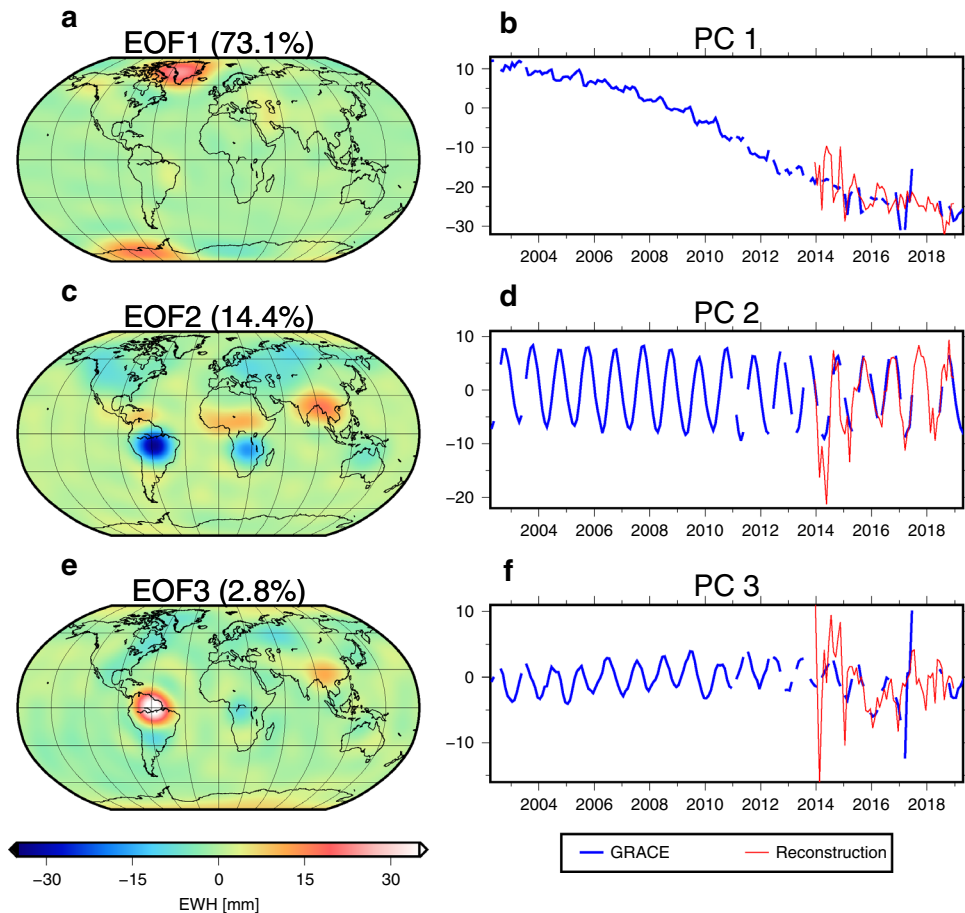 a
EOF1 (73.1%)
b
PC 1
10
0
−10
−20
−30
2004 2006 2008 2010 2012 2014 2016 2018
c
EOF2 (14.4%)
d
PC 2
10
0
−10
−20
2004 2006 2008 2010 2012 2014 2016 2018
e
EOF3 (2.8%)
f
PC 3
10
0
−10
2004 2006 2008 2010 2012 2014 2016 2018
−30 −15 0 15 30
EWH [mm]
GRACE Reconstruction